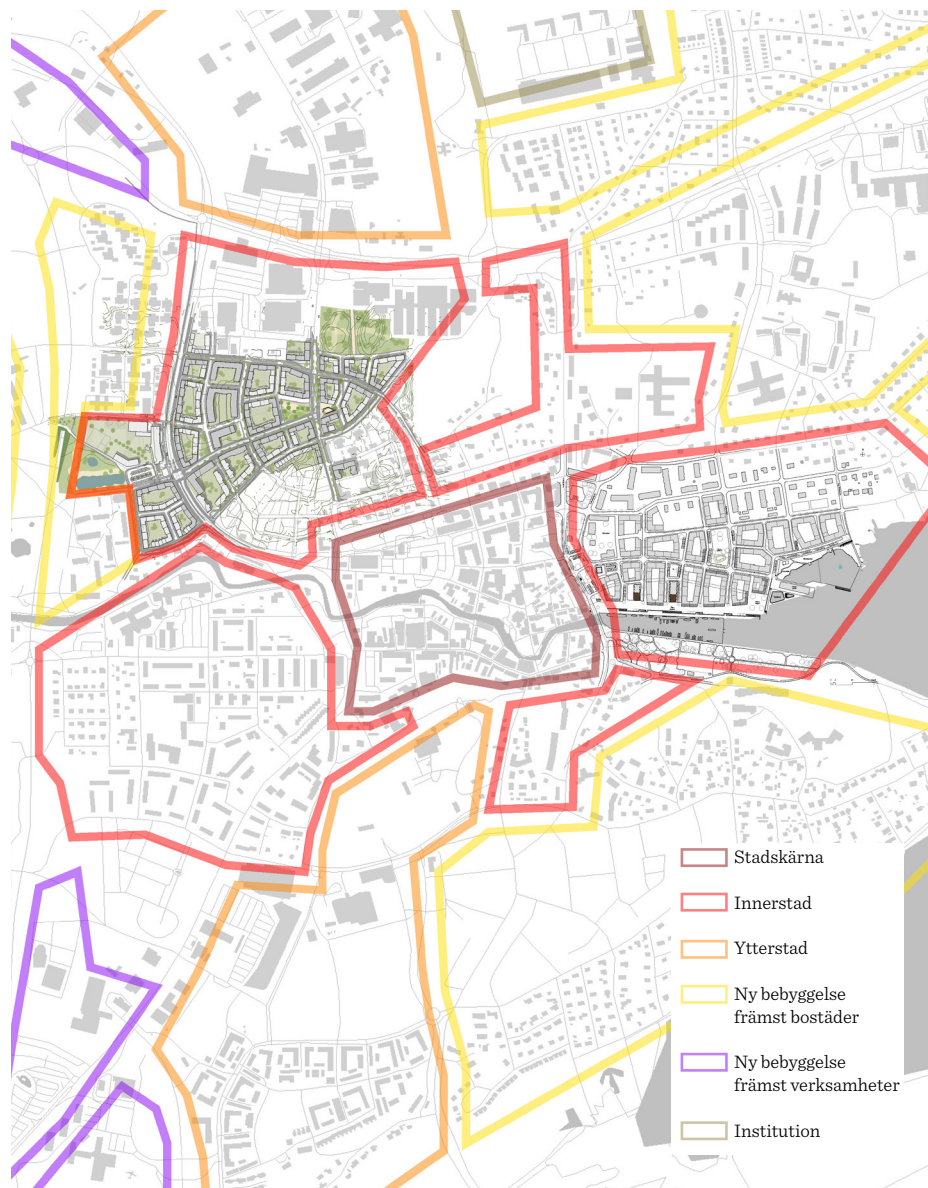 Stadskärna
Innerstad
Ytterstad
Ny bebyggelse
främst bostäder
Ny bebyggelse
främst verksamheter
Institution